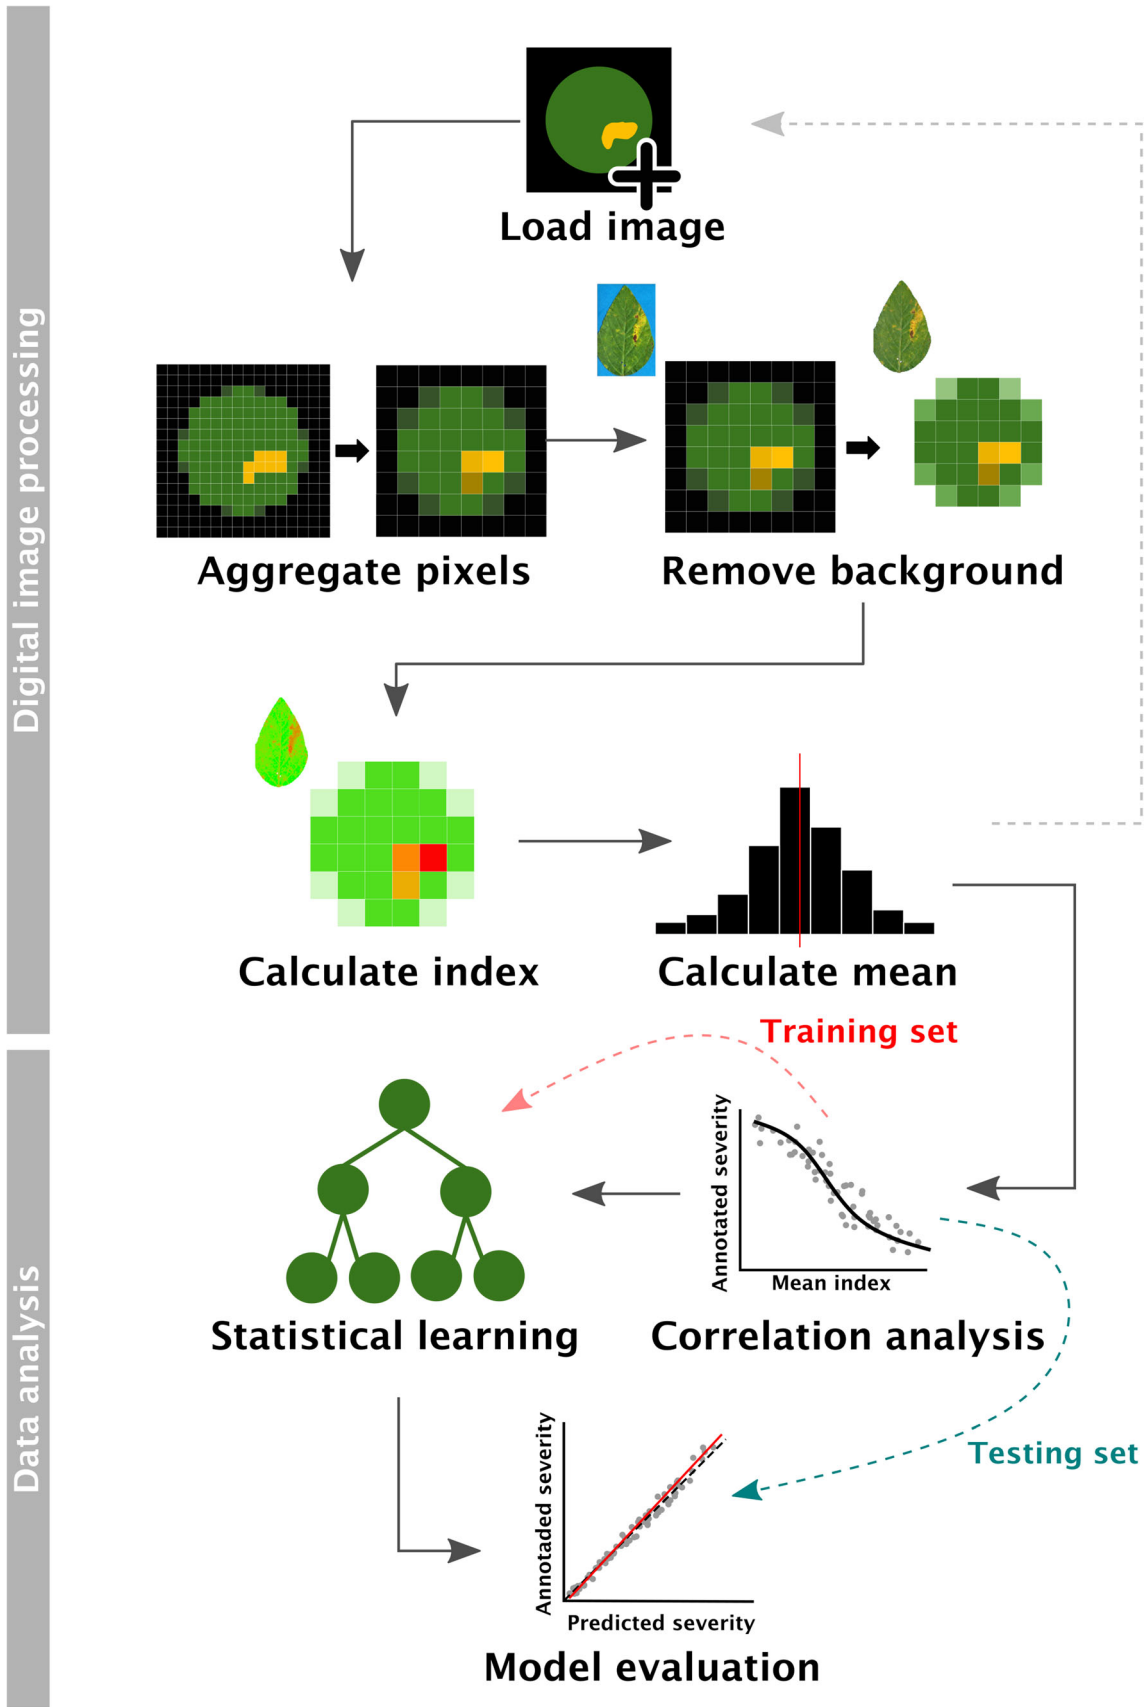 Digital image processing
Load image
Aggregate pixels
Remove background
Calculate index
Calculate mean
Data analysis
Training set
Annotated severity
Mean index
Statistical learning
Correlation analysis
Testing set
Annotaded severity
Predicted severity
Model evaluation